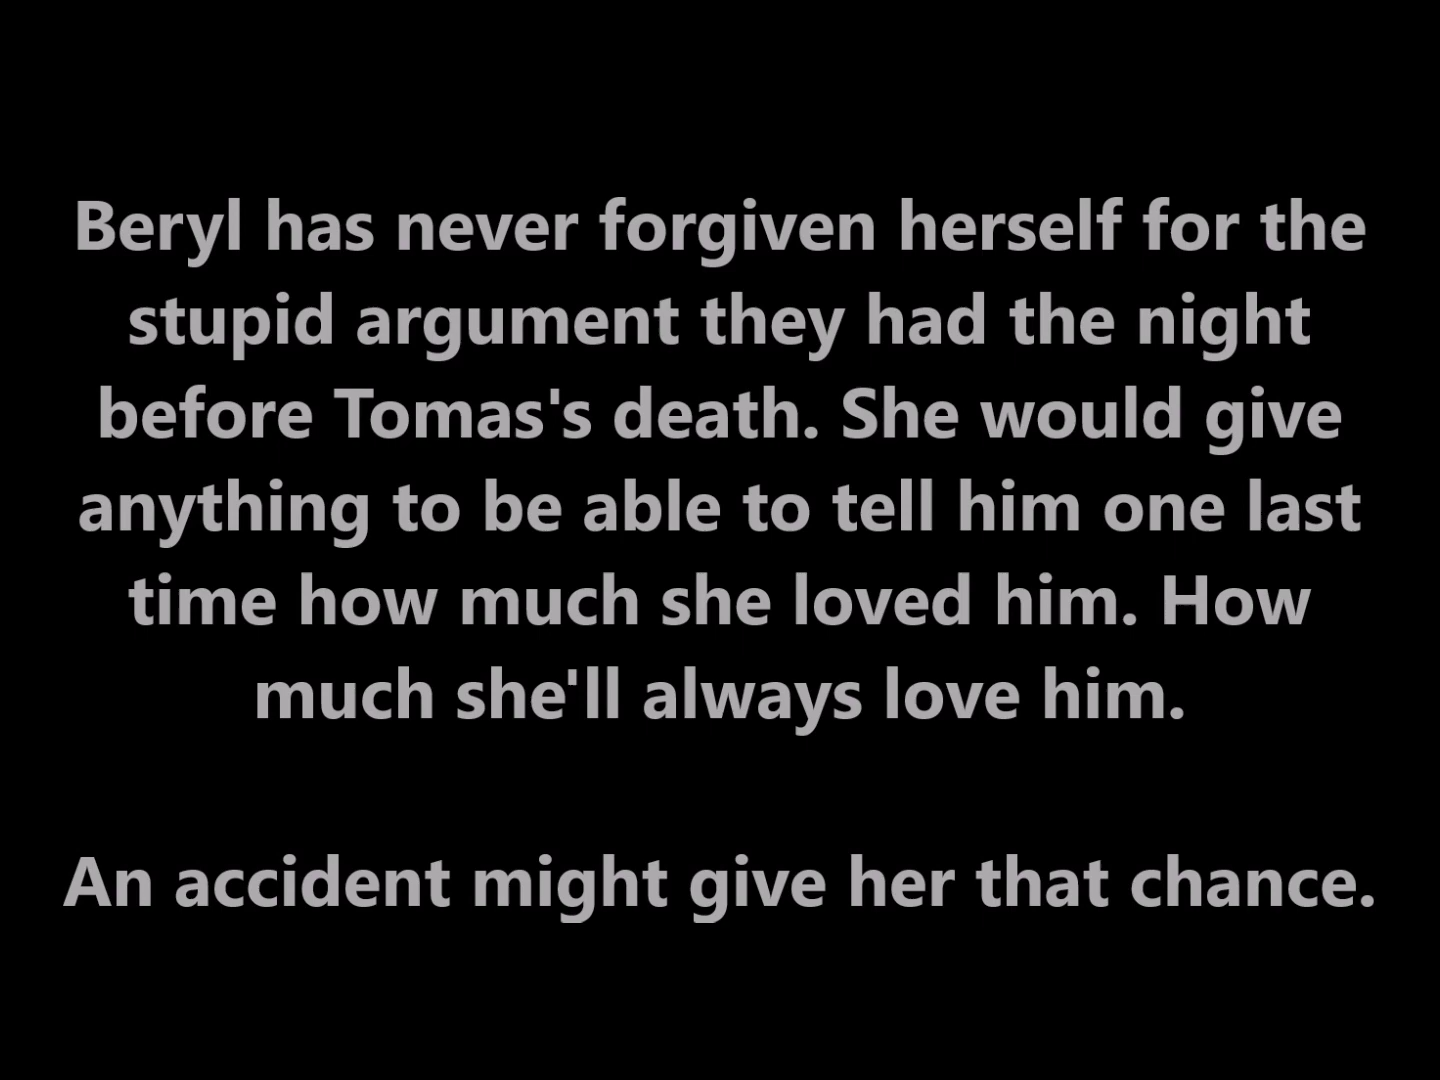 Beryl has never forgiven herself for the
stupid argument they had the night
before Tomas's death. She would give
anything to be able to tell him one last
time how much she loved him. How
much she'll always love him.
An accident might give her that chance.